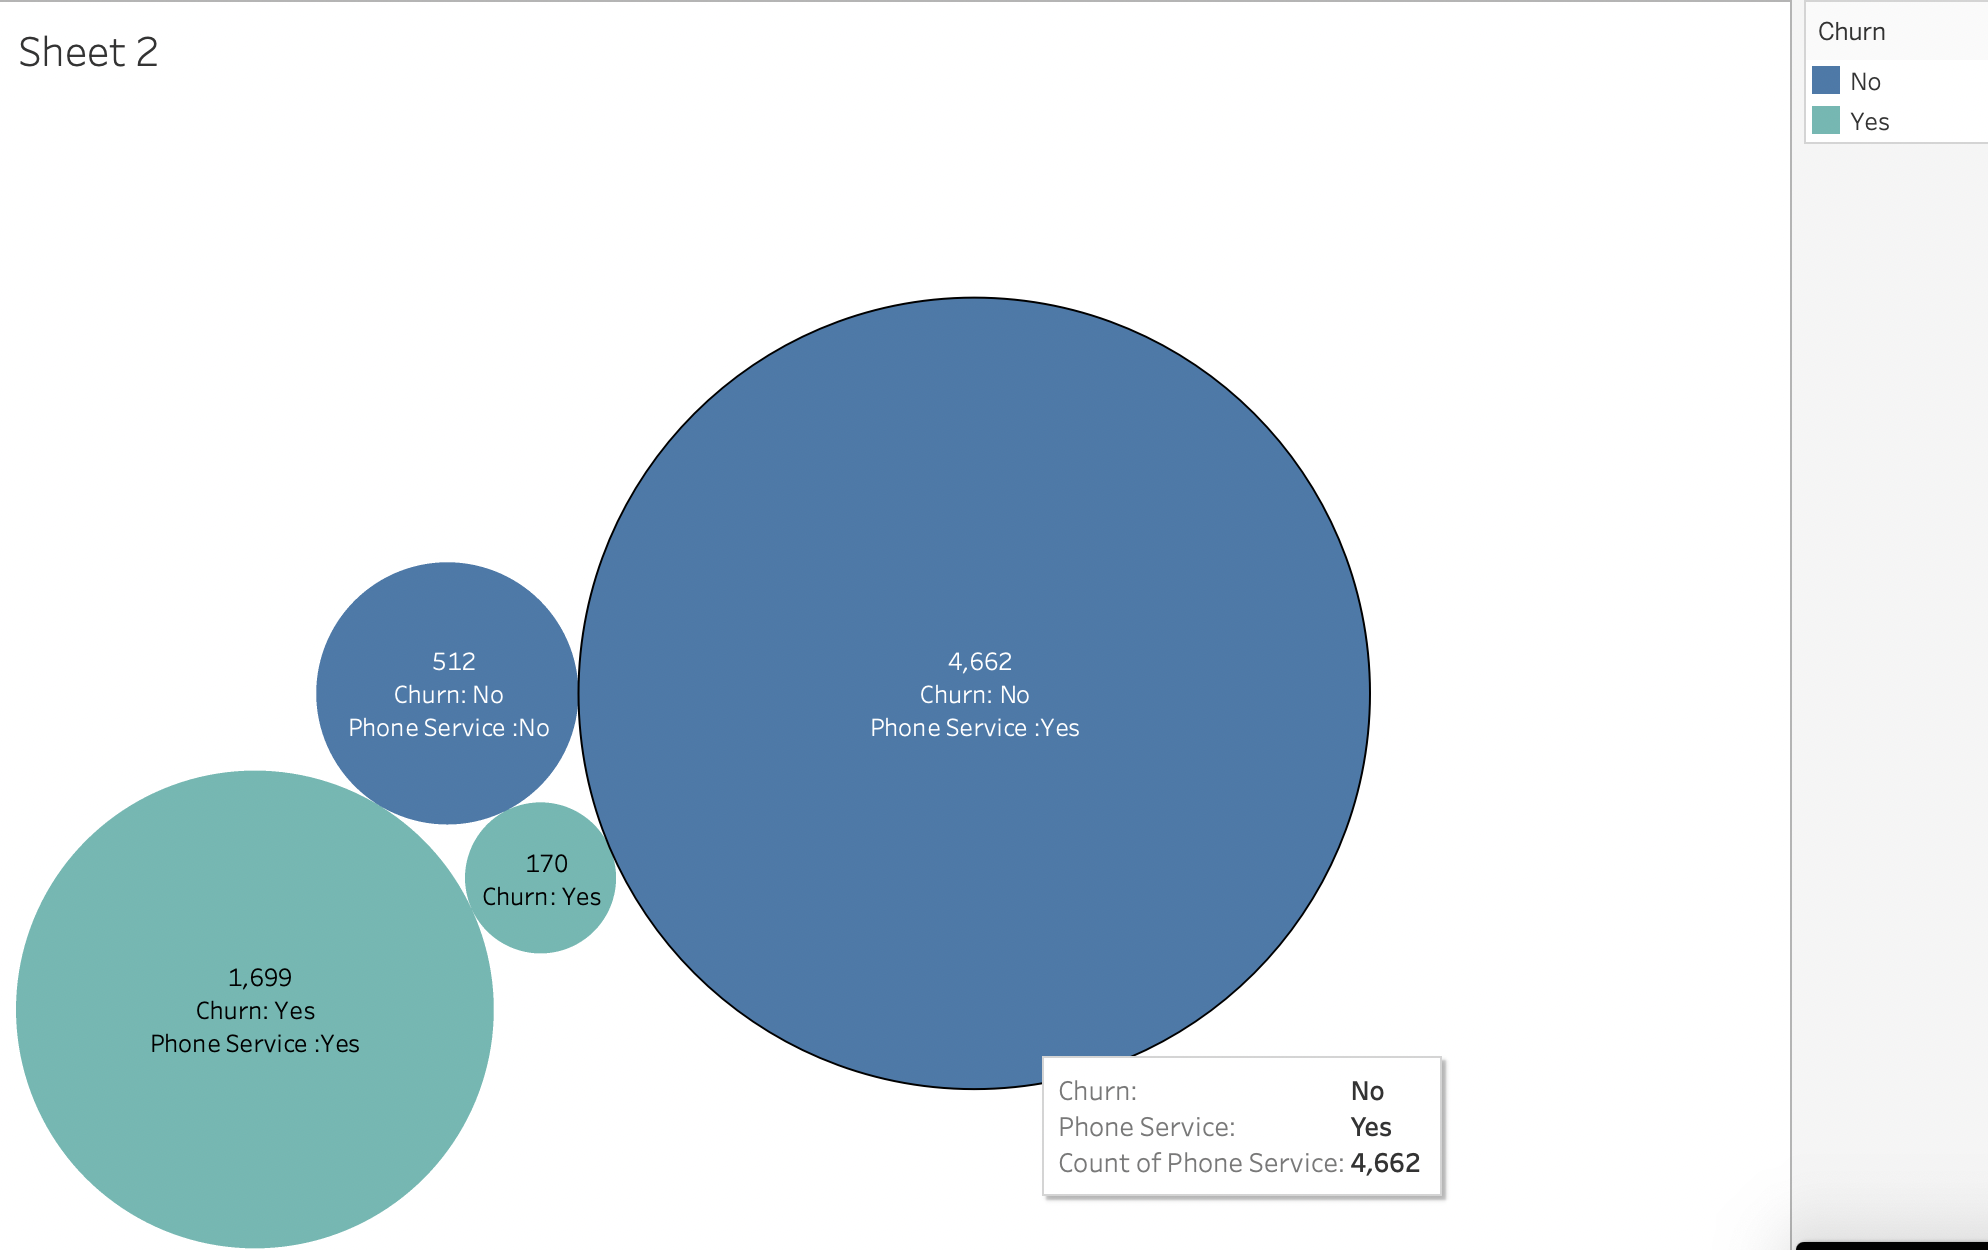 Sheet 2
Churn
No
Yes
512
Churn: No
Phone Service :No
4,662
Churn: No
Phone Service :Yes
170
Churn: Yes
1,699
Churn: Yes
Phone Service :Yes
Churn: No
Phone Service: Yes
Count of Phone Service: 4,662